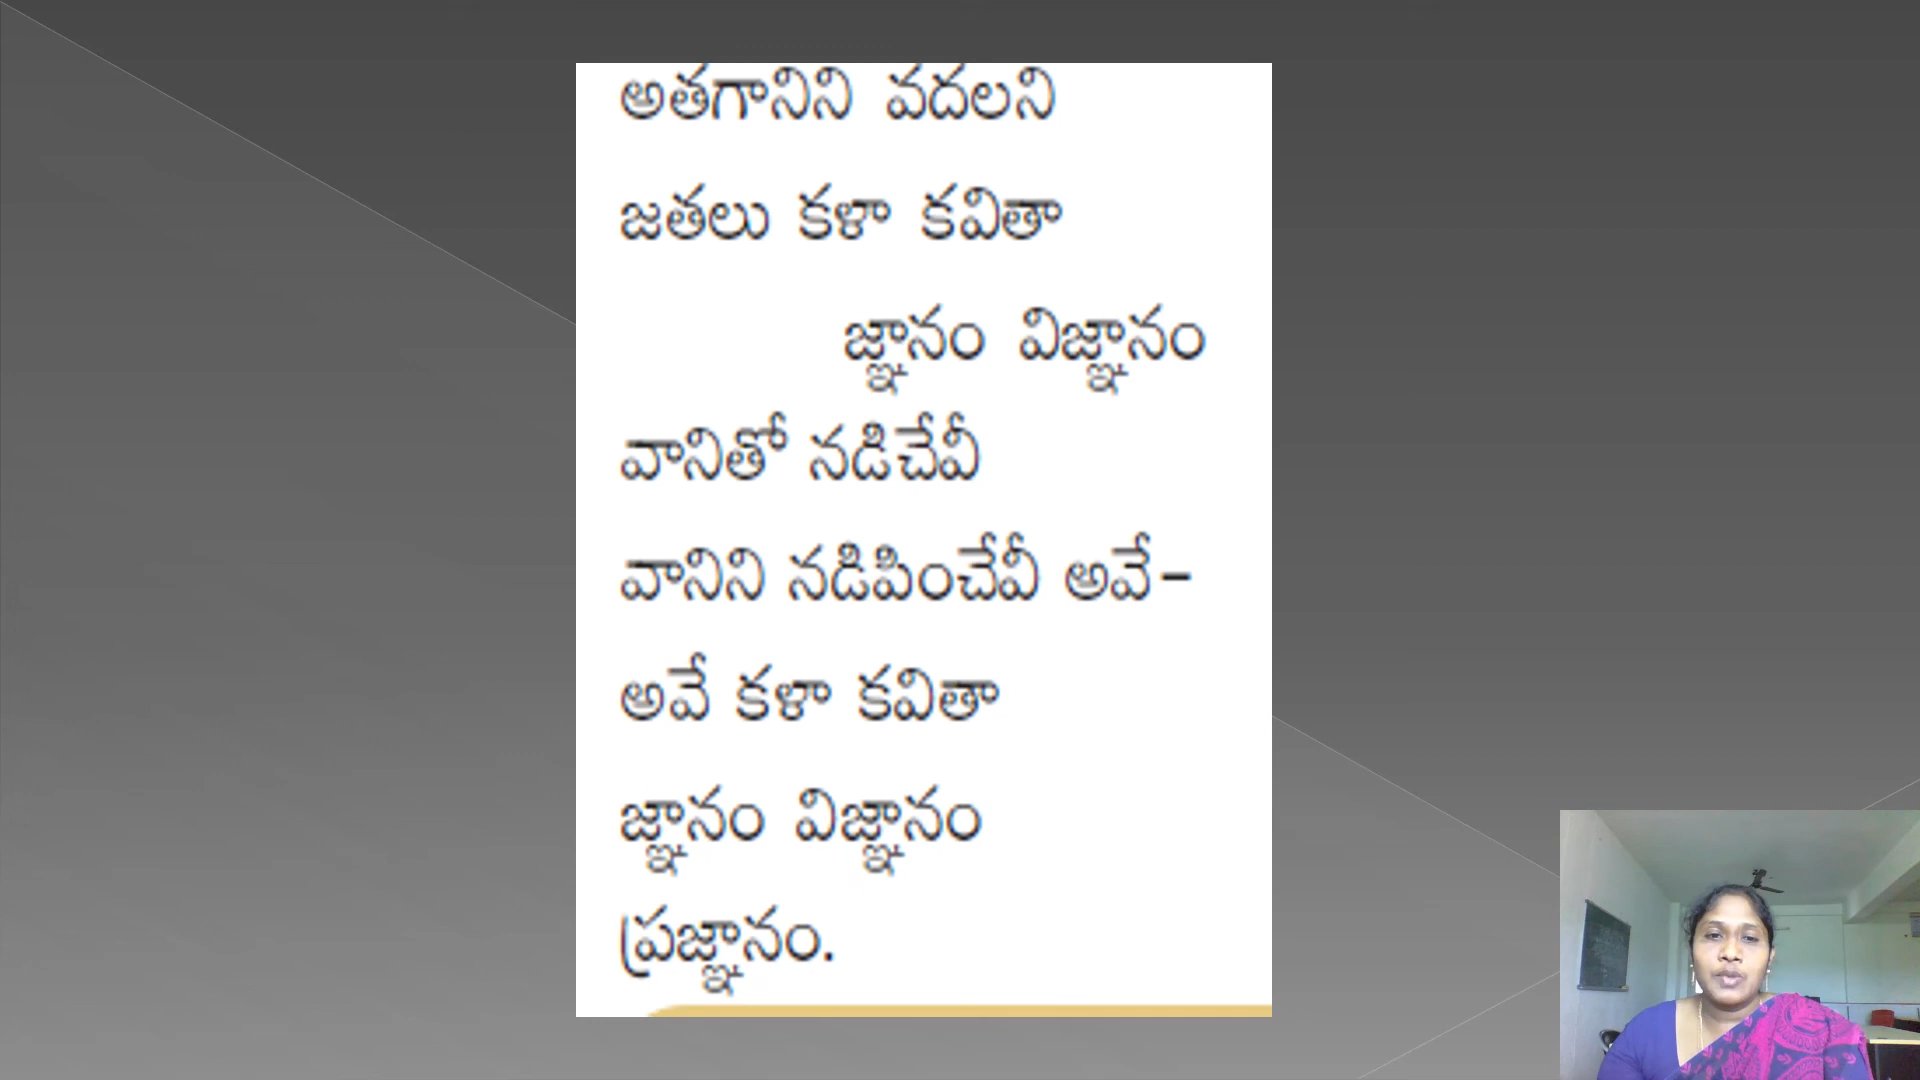 అతగానిని వదలని
జతలు కళా కవితా
జ్ఞానం విజ్ఞానం
వానితో నడిచేవీ
వానిని నడిపించేవీ అవే-
అవే కళా కవితా
జ్ఞానం విజ్ఞానం
ప్రజ్ఞానం.